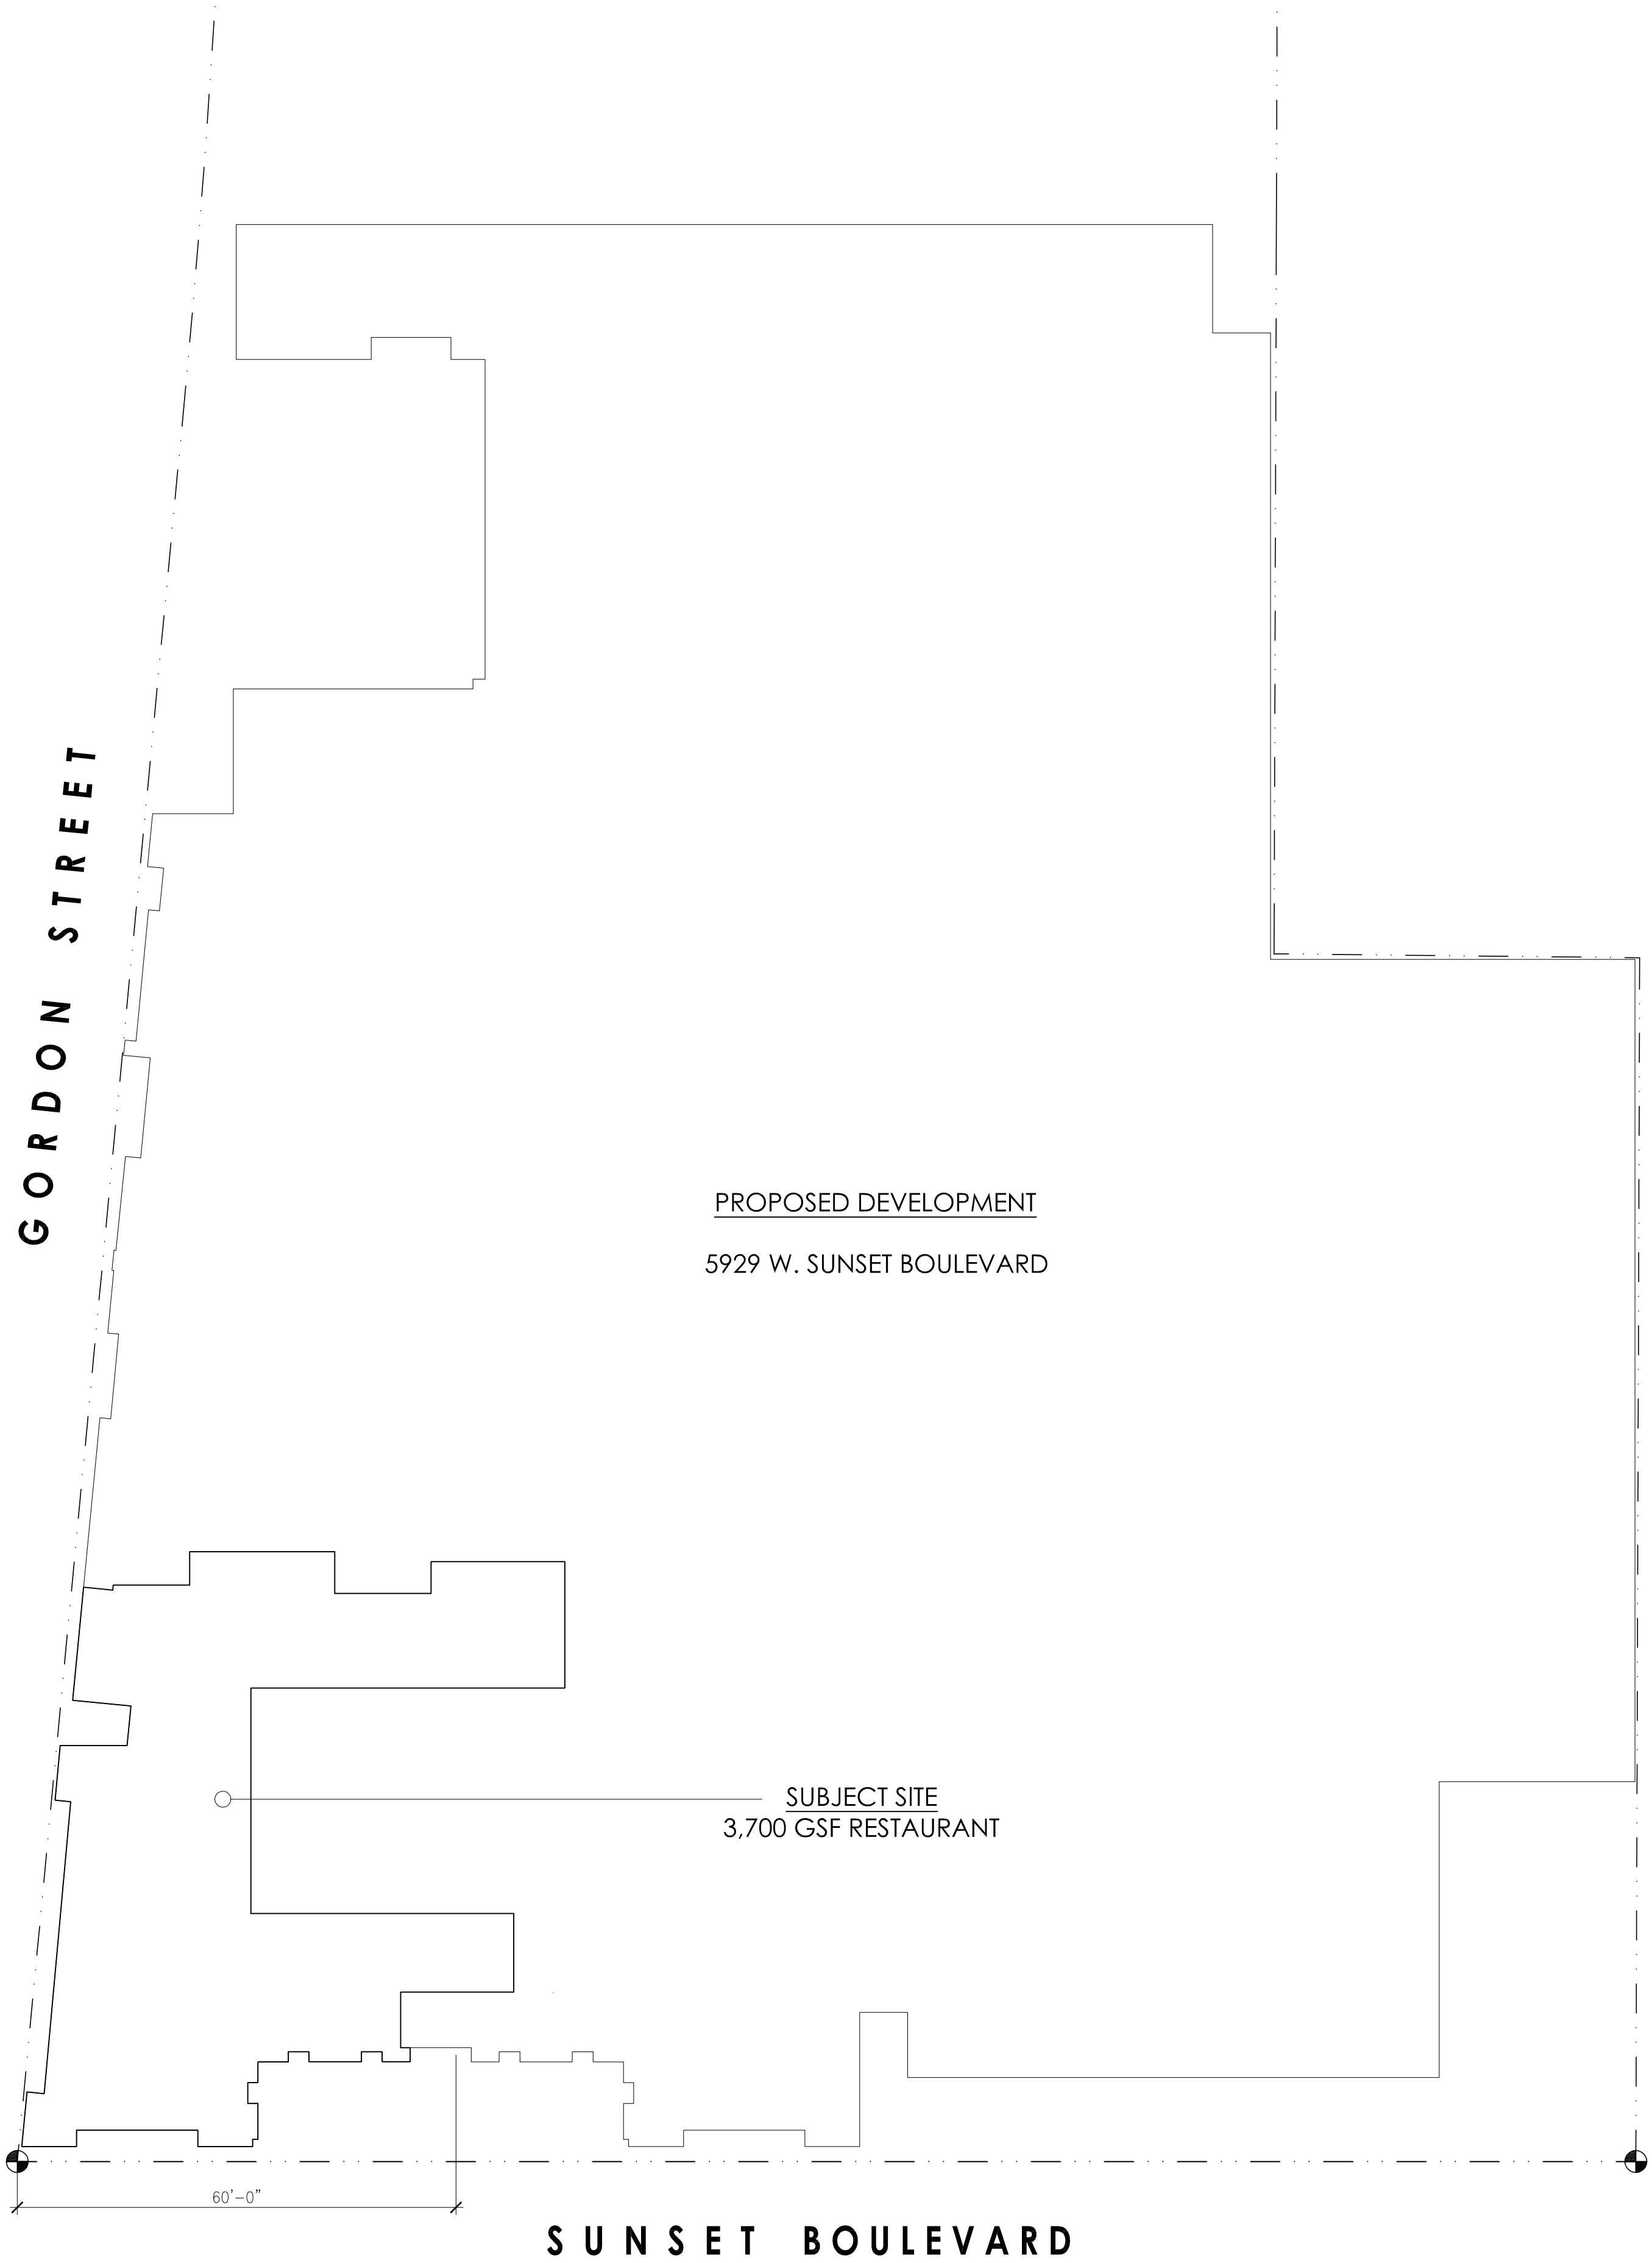 GORDON STREET
PROPOSED DEVELOPMENT
5929 W. SUNSET BOULEVARD
SUBJECT SITE
3,700 GSF RESTAURANT
60'-0"
SUNSET BOULEVARD